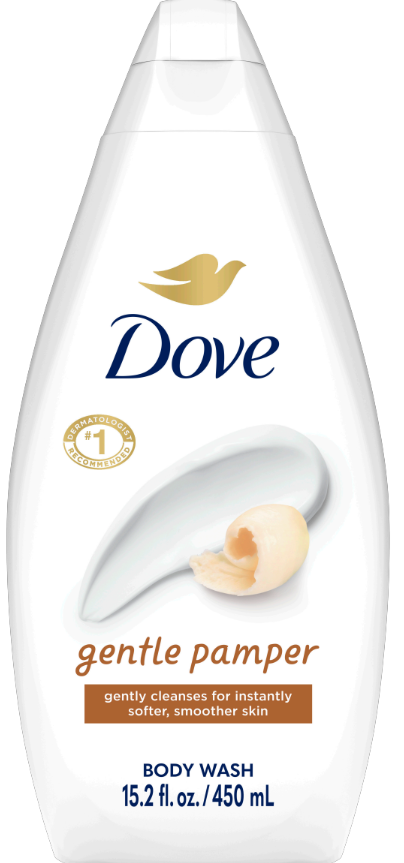 Dove
DERMATOLOGIST
#1
RECOMMENDED
gentle pamper
gently cleanses for instantly
softer, smoother skin
BODY WASH
15.2 fl. oz. / 450 mL